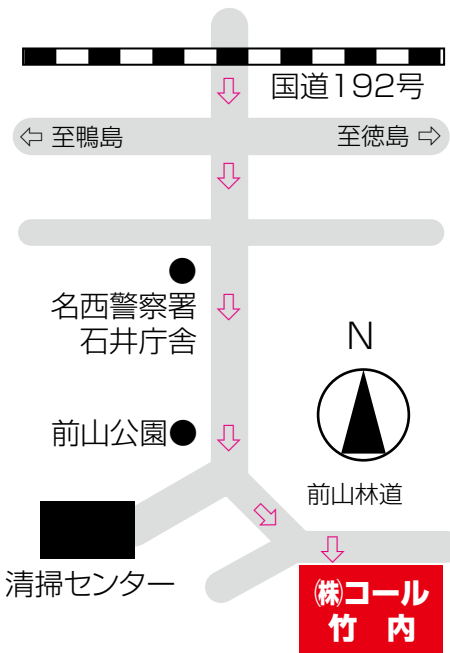 国道192号
⇦ 至鴨島
至徳島 ⇨
名西警察署
石井庁舎
N
前山公園
前山林道
清掃センター
㈱コール
竹 内